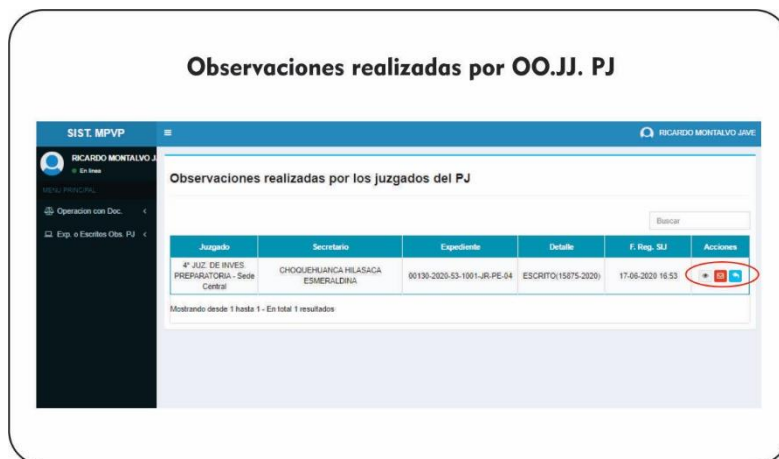 Observaciones realizadas por OO.JJ. PJ
SIST. MPVP
RICARDO MONTALVO JAVE
RICARDO MONTALVO J
En línea
MENU PRINCIPAL
Operacion con Doc.
Exp. o Escritos Obs. PJ
Observaciones realizadas por los juzgados del PJ
Buscar
Juzgado Secretario Expediente Detalle F. Reg. SIJ Acciones
4° JUZ. DE INVES. CHOQUEHUANCA HILASACA
PREPARATORIA - Sede ESMERALDINA 00130-2020-53-1001-JR-PE-04 ESCRITO(15875-2020) 17-06-2020 16:53
Central
Mostrando desde 1 hasta 1 - En total 1 resultados